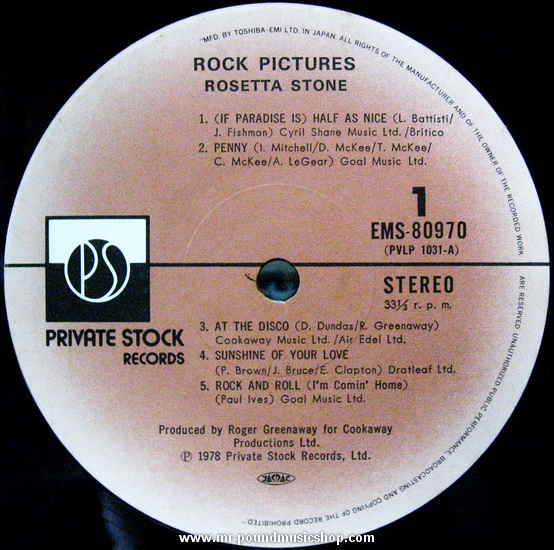 "MFD. BY TOSHIBA-EMI LTD. IN JAPAN. ALL RIGHTS OF THE MANUFACTURER AND OF THE OWNER OF THE RECORDED WORK
ARE RESERVED. UNAUTHORIZED PUBLIC PERFORMANCE, BROADCASTING AND COPYING OF THE RECORD PROHIBITED"
ROCK PICTURES
ROSETTA STONE
1. (IF PARADISE IS) HALF AS NICE (L. Battisti/
J. Fishman) Cyril Shane Music Ltd./Britico
2. PENNY (I. Mitchell/D. McKee/T. McKee/
C. McKee/A. LeGear) Goal Music Ltd.
1
EMS-80970
(PVLP 1031-A)
PS
PRIVATE STOCK
RECORDS
STEREO
33⅓ r. p. m.
3. AT THE DISCO (D. Dundas/R. Greenaway)
Cookaway Music Ltd. /Air Edel Ltd.
4. SUNSHINE OF YOUR LOVE
(P. Brown/J. Bruce/E. Clapton) Dratleaf Ltd.
5. ROCK AND ROLL (I'm Comin' Home)
(Paul Ives) Goal Music Ltd.
Produced by Roger Greenaway for Cookaway
Productions Ltd.
℗ 1978 Private Stock Records, Ltd.
JASRAC
www.mr-poundmusicshop.com